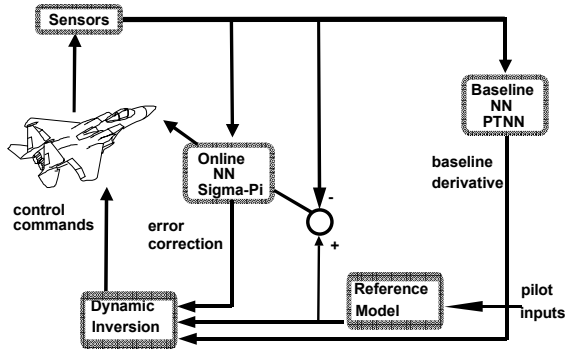 Sensors
Baseline
NN
PTNN
Online
NN
Sigma-Pi
baseline
derivative
-
+
control
commands
error
correction
Reference
Model
pilot
inputs
Dynamic
Inversion